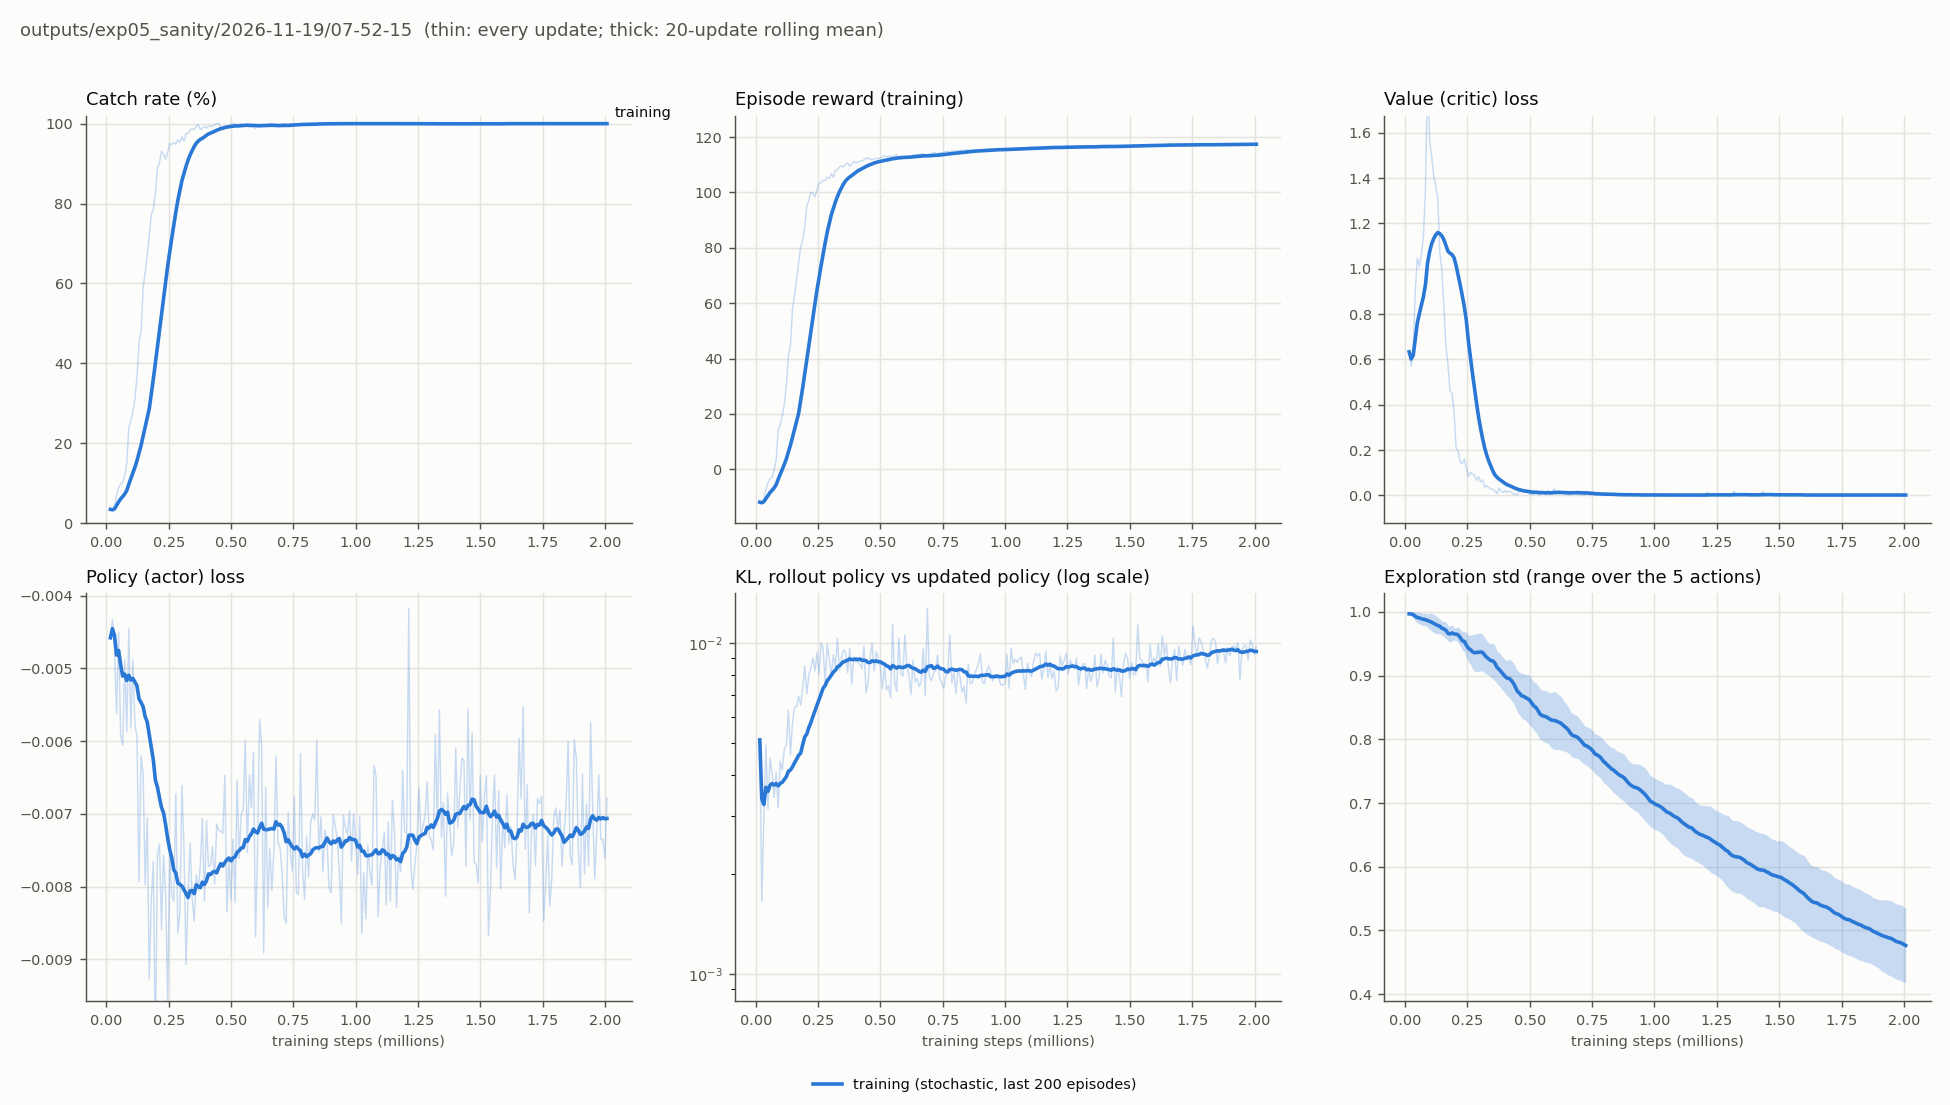 outputs/exp05_sanity/2026-11-19/07-52-15  (thin: every update; thick: 20-update rolling mean)
Catch rate (%)
training
100
80
60
40
20
0
0.00 0.25 0.50 0.75 1.00 1.25 1.50 1.75 2.00
Episode reward (training)
120
100
80
60
40
20
0
0.00 0.25 0.50 0.75 1.00 1.25 1.50 1.75 2.00
Value (critic) loss
1.6
1.4
1.2
1.0
0.8
0.6
0.4
0.2
0.0
0.00 0.25 0.50 0.75 1.00 1.25 1.50 1.75 2.00
Policy (actor) loss
−0.004
−0.005
−0.006
−0.007
−0.008
−0.009
0.00 0.25 0.50 0.75 1.00 1.25 1.50 1.75 2.00
training steps (millions)
KL, rollout policy vs updated policy (log scale)
10⁻²
10⁻³
0.00 0.25 0.50 0.75 1.00 1.25 1.50 1.75 2.00
training steps (millions)
Exploration std (range over the 5 actions)
1.0
0.9
0.8
0.7
0.6
0.5
0.4
0.00 0.25 0.50 0.75 1.00 1.25 1.50 1.75 2.00
training steps (millions)
training (stochastic, last 200 episodes)